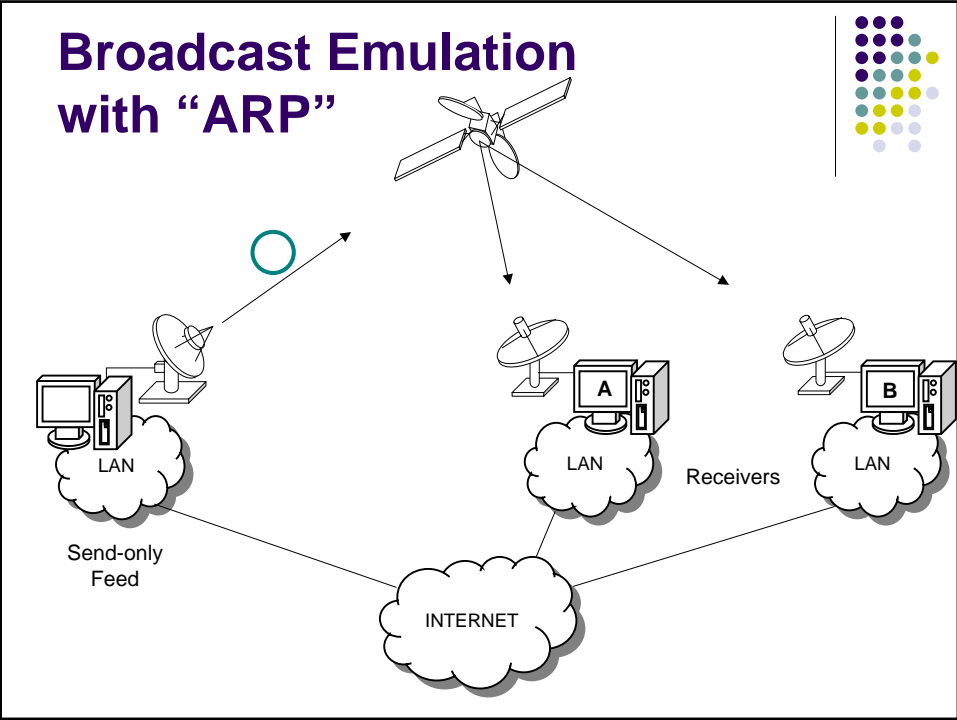 Broadcast Emulation
with “ARP”
A
B
LAN
LAN
LAN
Receivers
Send-only
Feed
INTERNET